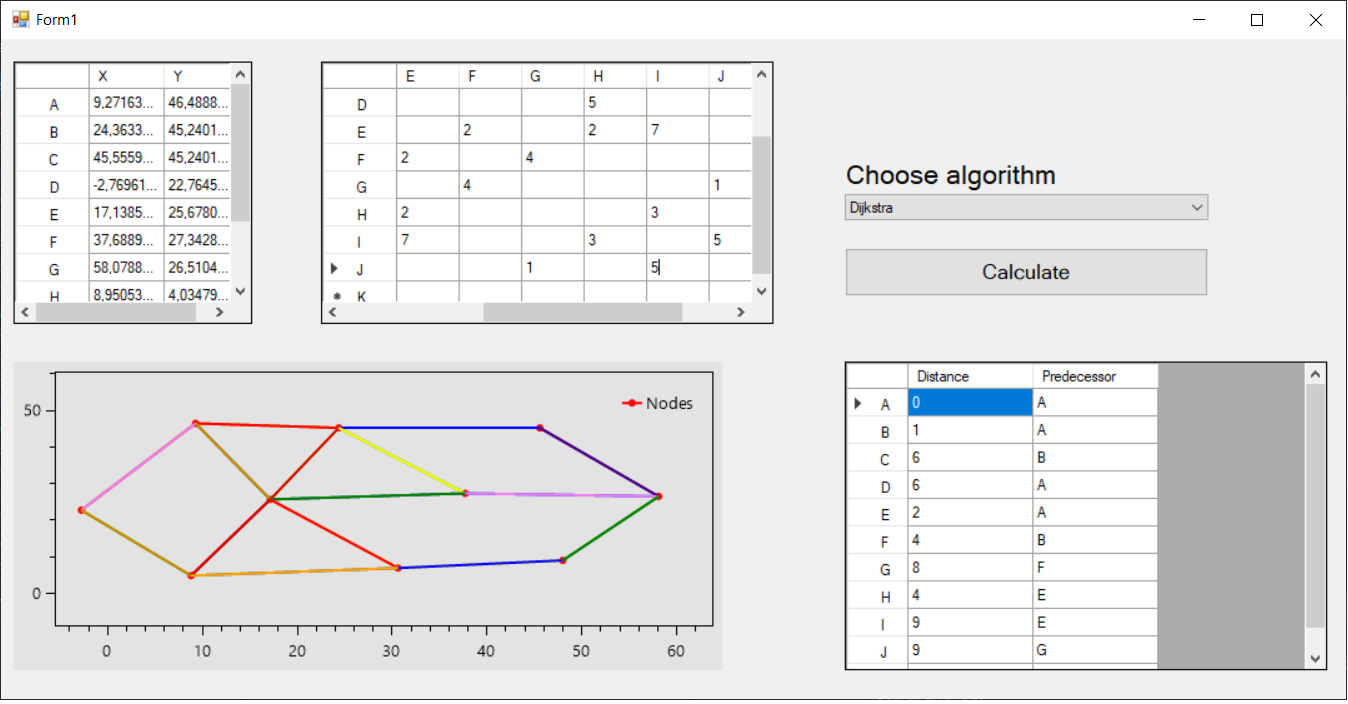 Form1
X Y
A 9,27163... 46,4888...
B 24,3633... 45,2401...
C 45,5559... 45,2401...
D -2,76961... 22,7645...
E 17,1385... 25,6780...
F 37,6889... 27,3428...
G 58,0788... 26,5104...
H 8,95053... 4,03479...
E F G H I J
D 5
E 2 2 7
F 2 4
G 4 1
H 2 3
I 7 3 5
J 1 5
K
Choose algorithm
Dijkstra
Calculate
Nodes
50
0
0 10 20 30 40 50 60
Distance Predecessor
A 0 A
B 1 A
C 6 B
D 6 A
E 2 A
F 4 B
G 8 F
H 4 E
I 9 E
J 9 G